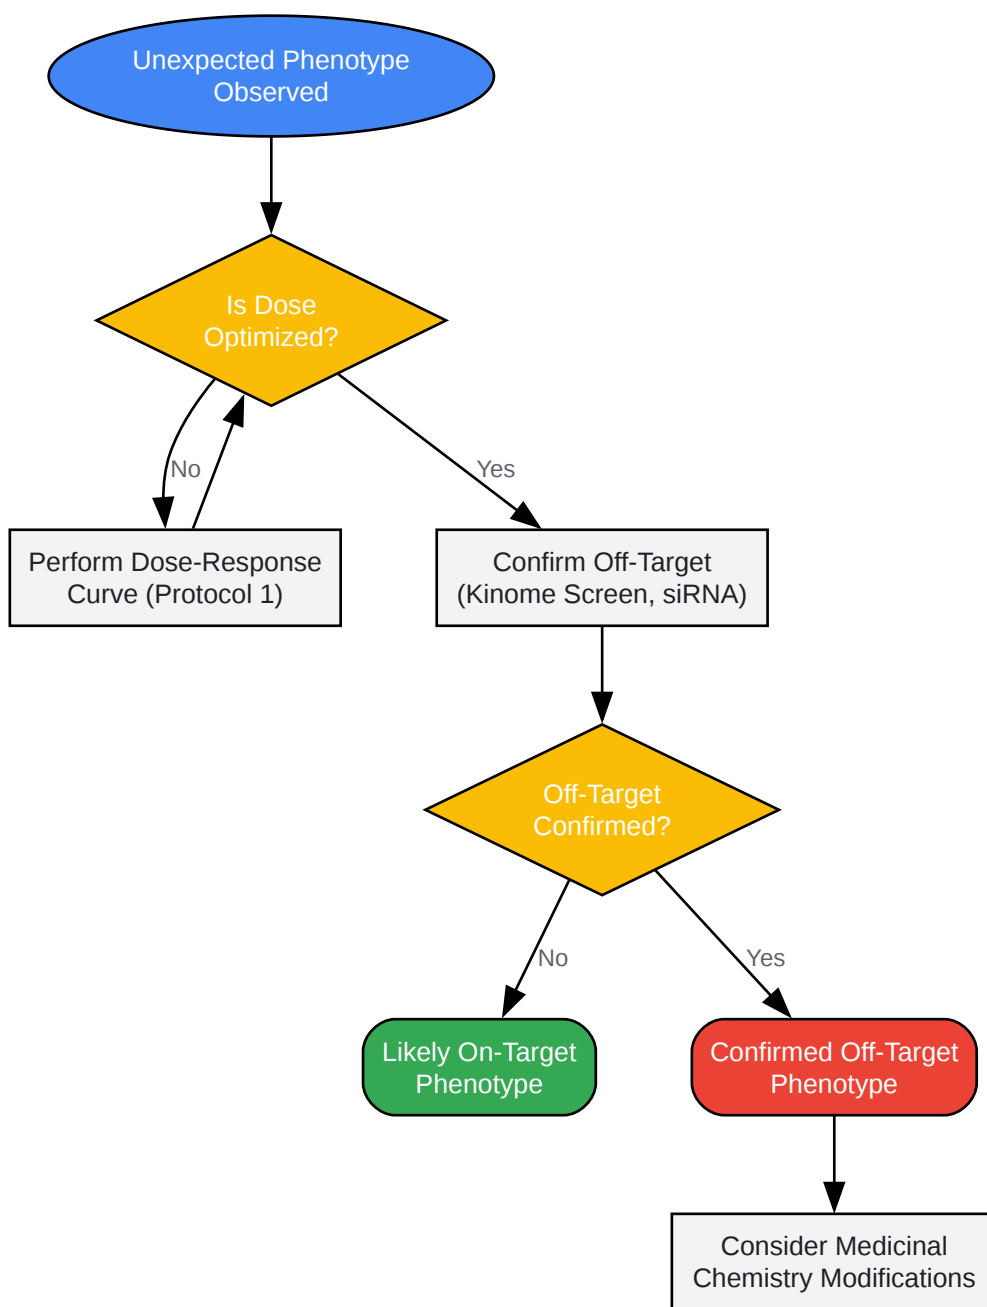 Unexpected Phenotype
Observed
Is Dose
Optimized?
No
Yes
Perform Dose-Response
Curve (Protocol 1)
Confirm Off-Target
(Kinome Screen, siRNA)
Off-Target
Confirmed?
No
Yes
Likely On-Target
Phenotype
Confirmed Off-Target
Phenotype
Consider Medicinal
Chemistry Modifications